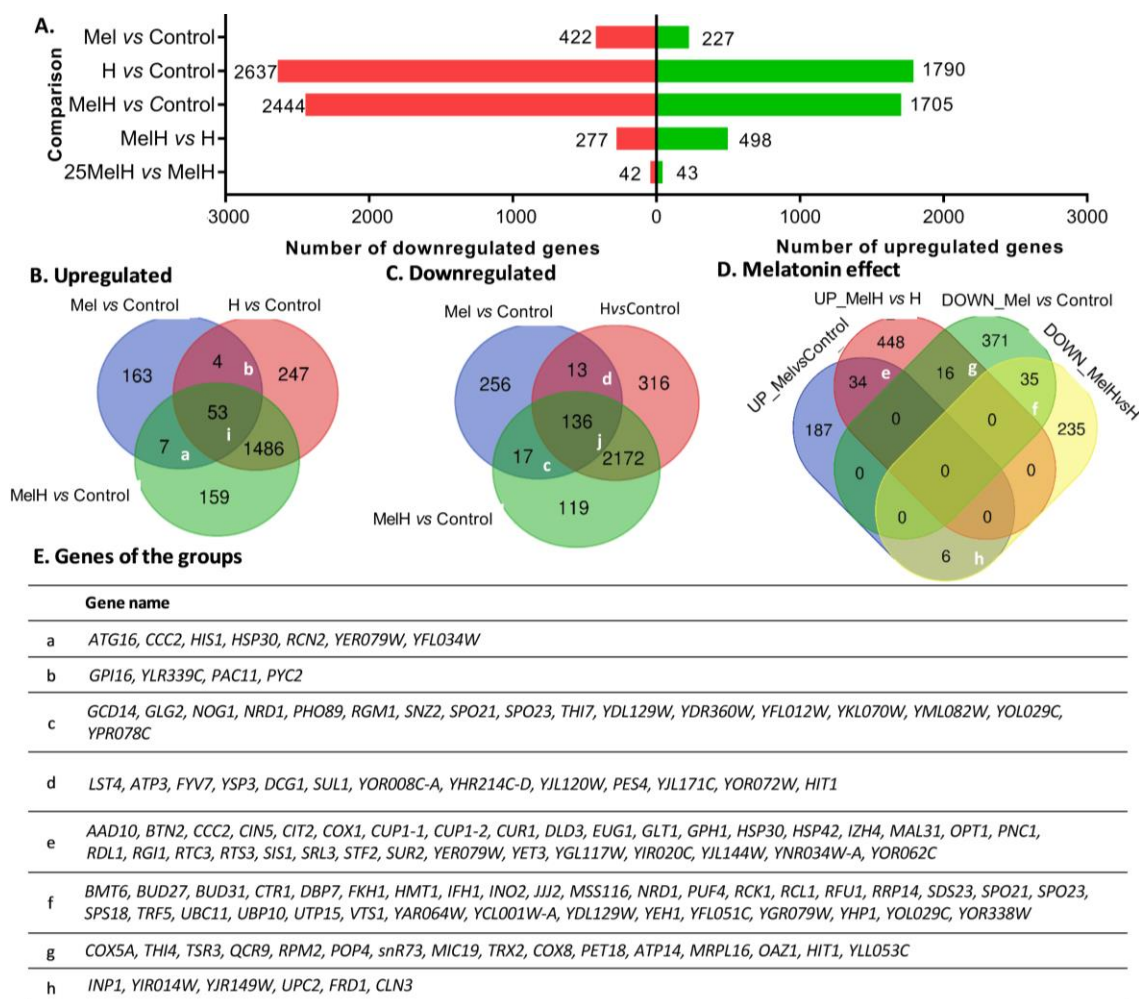 A.
Comparison
Mel vs Control
422
227
H vs Control
2637
1790
MelH vs Control
2444
1705
MelH vs H
277
498
25MelH vs MelH
42
43
3000 2000 1000 0 1000 2000 3000
Number of downregulated genes
Number of upregulated genes
B. Upregulated
Mel vs Control
H vs Control
163
4
b
247
53
i
7
a
1486
MelH vs Control
159
C. Downregulated
Mel vs Control
HvsControl
256
13
d
316
136
j
17
c
2172
MelH vs Control
119
D. Melatonin effect
UP_MelH vs H
DOWN_Mel vs Control
UP_MelvsControl
DOWN_MelHvsH
448
371
34
e
16
g
35
f
187
0
0
235
0
0
0
0
0
6
h
E. Genes of the groups
Gene name
a
ATG16, CCC2, HIS1, HSP30, RCN2, YER079W, YFL034W
b
GPI16, YLR339C, PAC11, PYC2
c
GCD14, GLG2, NOG1, NRD1, PHO89, RGM1, SNZ2, SPO21, SPO23, THI7, YDL129W, YDR360W, YFL012W, YKL070W, YML082W, YOL029C,
YPR078C
d
LST4, ATP3, FYV7, YSP3, DCG1, SUL1, YOR008C-A, YHR214C-D, YJL120W, PES4, YJL171C, YOR072W, HIT1
e
AAD10, BTN2, CCC2, CIN5, CIT2, COX1, CUP1-1, CUP1-2, CUR1, DLD3, EUG1, GLT1, GPH1, HSP30, HSP42, IZH4, MAL31, OPT1, PNC1,
RDL1, RGI1, RTC3, RTS3, SIS1, SRL3, STF2, SUR2, YER079W, YET3, YGL117W, YIR020C, YJL144W, YNR034W-A, YOR062C
f
BMT6, BUD27, BUD31, CTR1, DBP7, FKH1, HMT1, IFH1, INO2, JJJ2, MSS116, NRD1, PUF4, RCK1, RCL1, RFU1, RRP14, SDS23, SPO21, SPO23,
SPS18, TRF5, UBC11, UBP10, UTP15, VTS1, YAR064W, YCL001W-A, YDL129W, YEH1, YFL051C, YGR079W, YHP1, YOL029C, YOR338W
g
COX5A, THI4, TSR3, QCR9, RPM2, POP4, snR73, MIC19, TRX2, COX8, PET18, ATP14, MRPL16, OAZ1, HIT1, YLL053C
h
INP1, YIR014W, YJR149W, UPC2, FRD1, CLN3